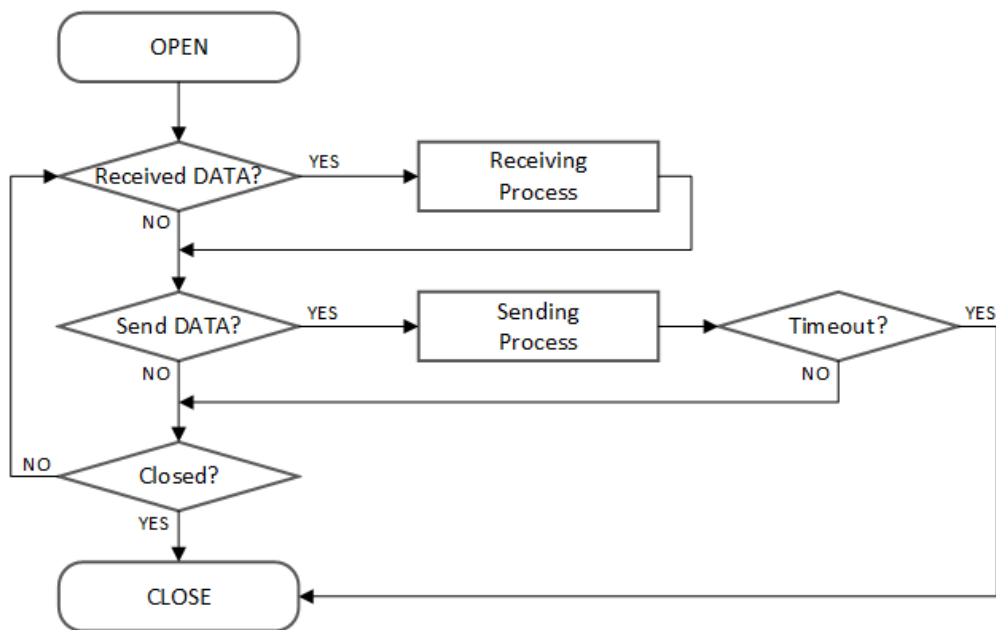 OPEN
Received DATA?
YES
Receiving
Process
NO
Send DATA?
YES
Sending
Process
Timeout?
YES
NO
NO
Closed?
NO
YES
CLOSE